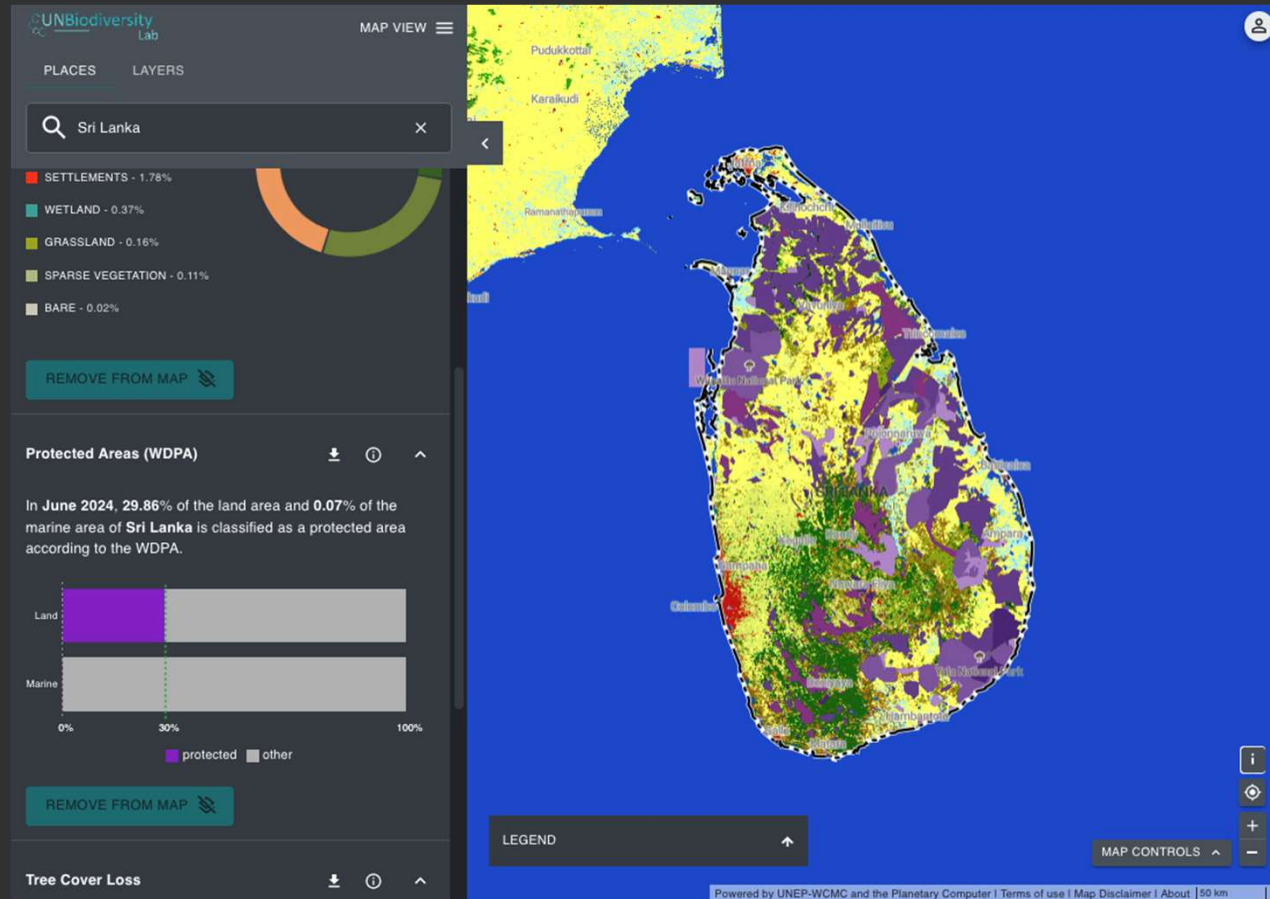 UNBiodiversity
Lab
MAP VIEW
PLACES
LAYERS
Sri Lanka
SETTLEMENTS - 1.78%
WETLAND - 0.37%
GRASSLAND - 0.16%
SPARSE VEGETATION - 0.11%
BARE - 0.02%
REMOVE FROM MAP
Protected Areas (WDPA)
In June 2024, 29.86% of the land area and 0.07% of the
marine area of Sri Lanka is classified as a protected area
according to the WDPA.
Land
Marine
0%
30%
100%
protected
other
REMOVE FROM MAP
Tree Cover Loss
Pudukkottai
Karaikudi
Ramanathapuram
Jaffna
Kilinochchi
Mullaitivu
Mannar
Vavuniya
Trincomalee
Wilpattu National Park
Polonnaruwa
Batticaloa
SRI LANKA
Kandy
Ampara
Gampaha
Nuwara Eliya
Colombo
Yala National Park
Deniyaya
Hambantota
Galle
Matara
LEGEND
MAP CONTROLS
Powered by UNEP-WCMC and the Planetary Computer | Terms of use | Map Disclaimer | About
50 km